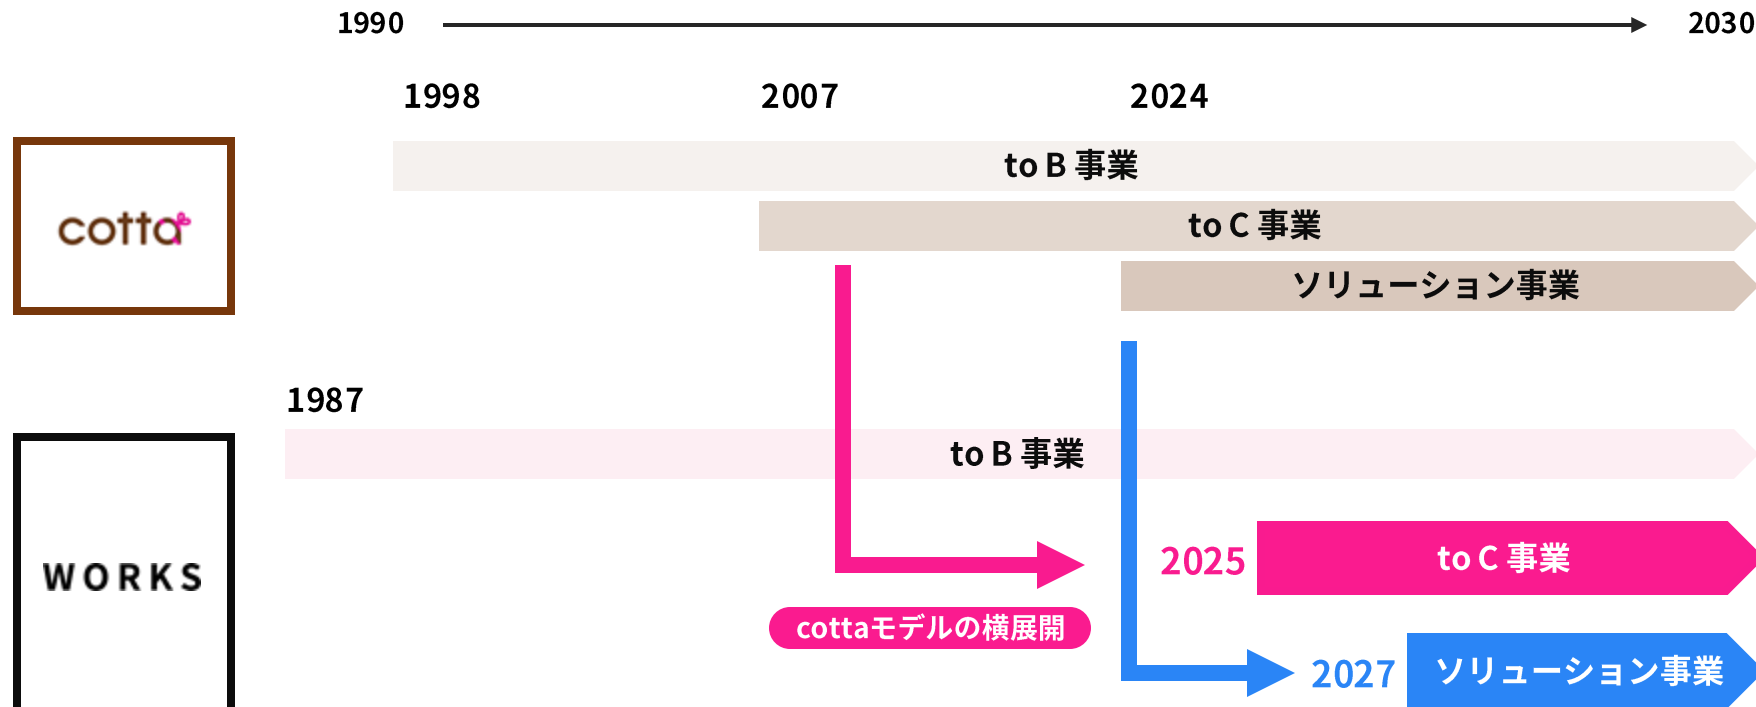 1990
2030
1998
2007
2024
to B 事業
cotta
to C 事業
ソリューション事業
1987
to B 事業
WORKS
2025
to C 事業
cottaモデルの横展開
2027
ソリューション事業